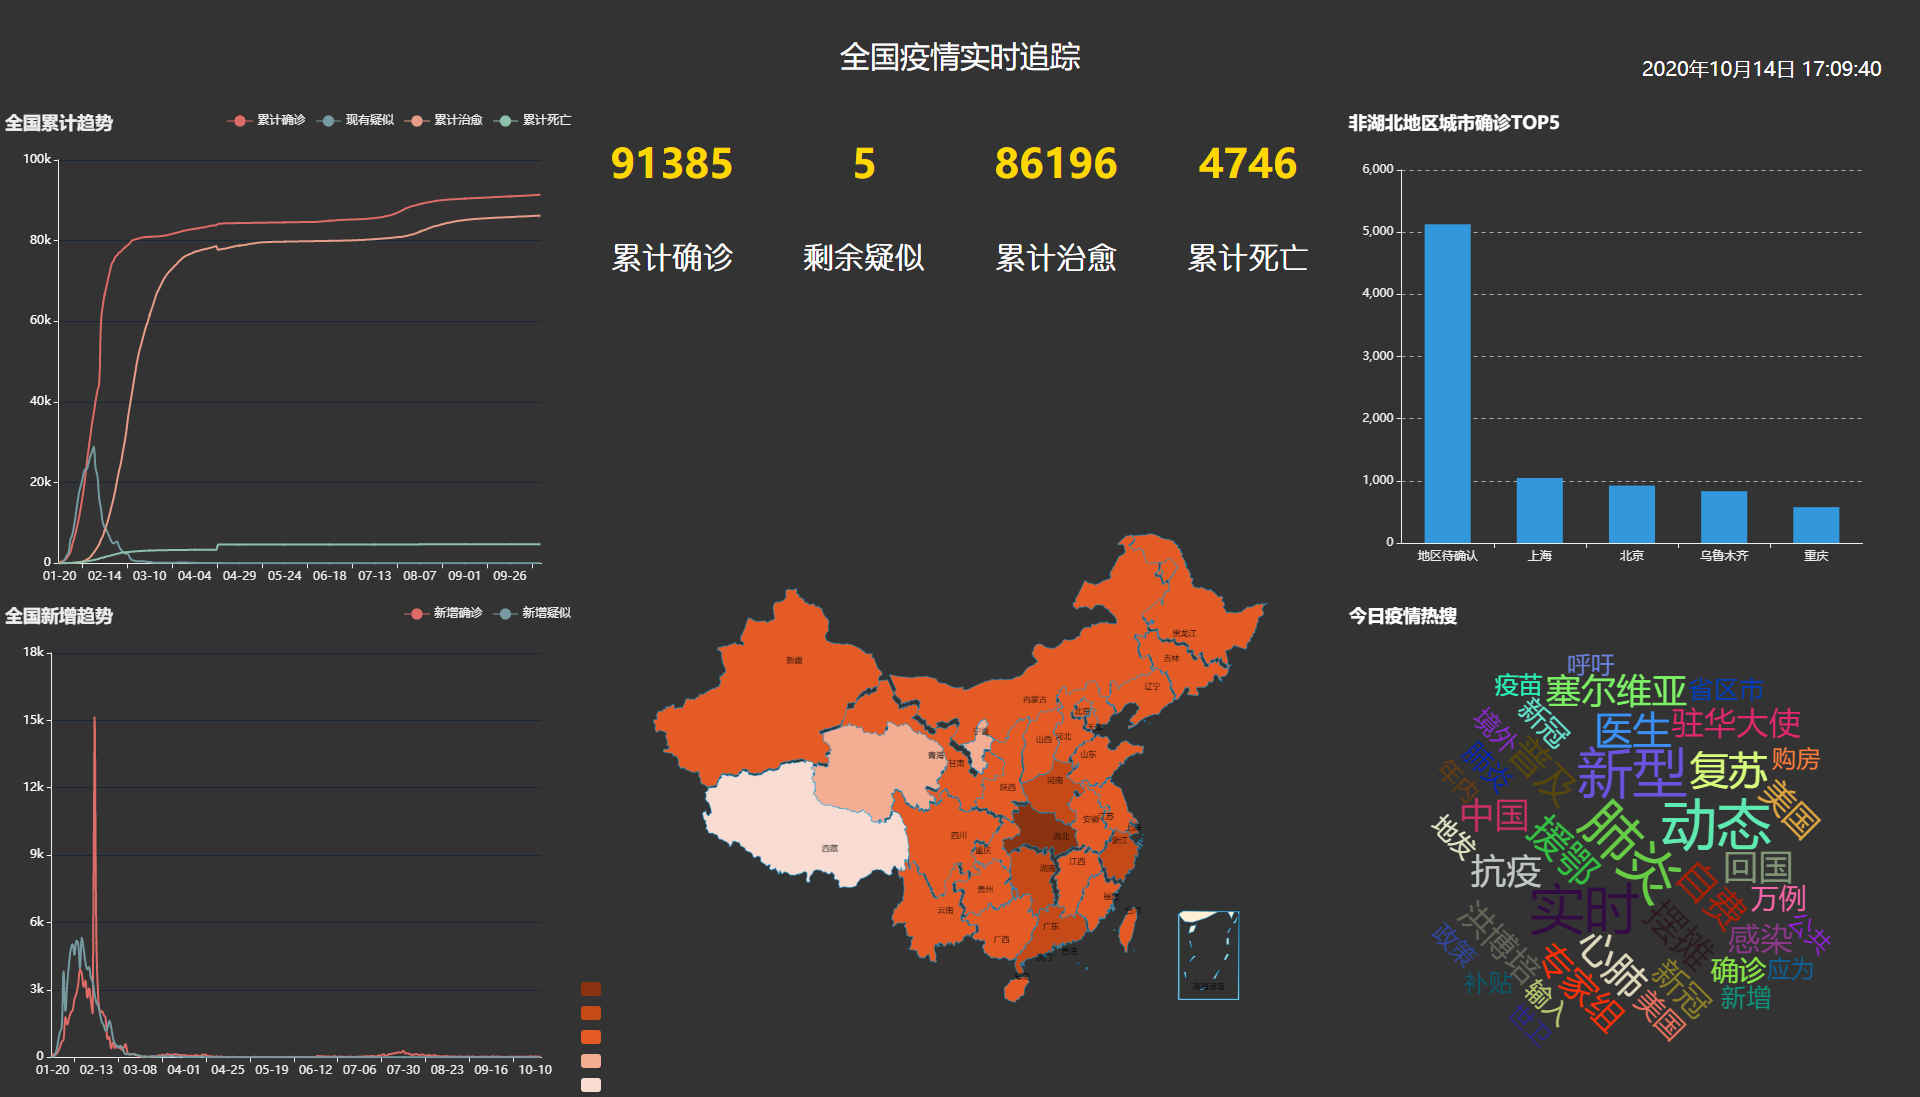 全国疫情实时追踪
2020年10月14日 17:09:40
全国累计趋势
累计确诊 现有疑似 累计治愈 累计死亡
100k
80k
60k
40k
20k
0
01-20 02-14 03-10 04-04 04-29 05-24 06-18 07-13 08-07 09-01 09-26
全国新增趋势
新增确诊 新增疑似
18k
15k
12k
9k
6k
3k
0
01-20 02-13 03-08 04-01 04-25 05-19 06-12 07-06 07-30 08-23 09-16 10-10
91385 5 86196 4746
累计确诊 剩余疑似 累计治愈 累计死亡
黑龙江
吉林
新疆
辽宁
内蒙古
北京
宁夏
山西
河北
青海
甘肃
山东
河南
陕西
安徽
江苏
上海
四川
湖北
浙江
西藏
重庆
江西
湖南
贵州
福建
云南
台湾
广东
广西
香港
澳门
海南
南海诸岛
非湖北地区城市确诊TOP5
6,000
5,000
4,000
3,000
2,000
1,000
0
地区待确认 上海 北京 乌鲁木齐 重庆
今日疫情热搜
呼吁
疫苗
塞尔维亚
省区市
新冠
境外
医生
驻华大使
肺炎
普及
新型
复苏
购房
年内
中国
美国
地发
援鄂
肺炎
动态
抗疫
回国
自费
万例
实时
摆摊
公共
洪博培
感染
政策
心肺
专家组
确诊
应为
补贴
新冠
输入
美国
新增
世卫